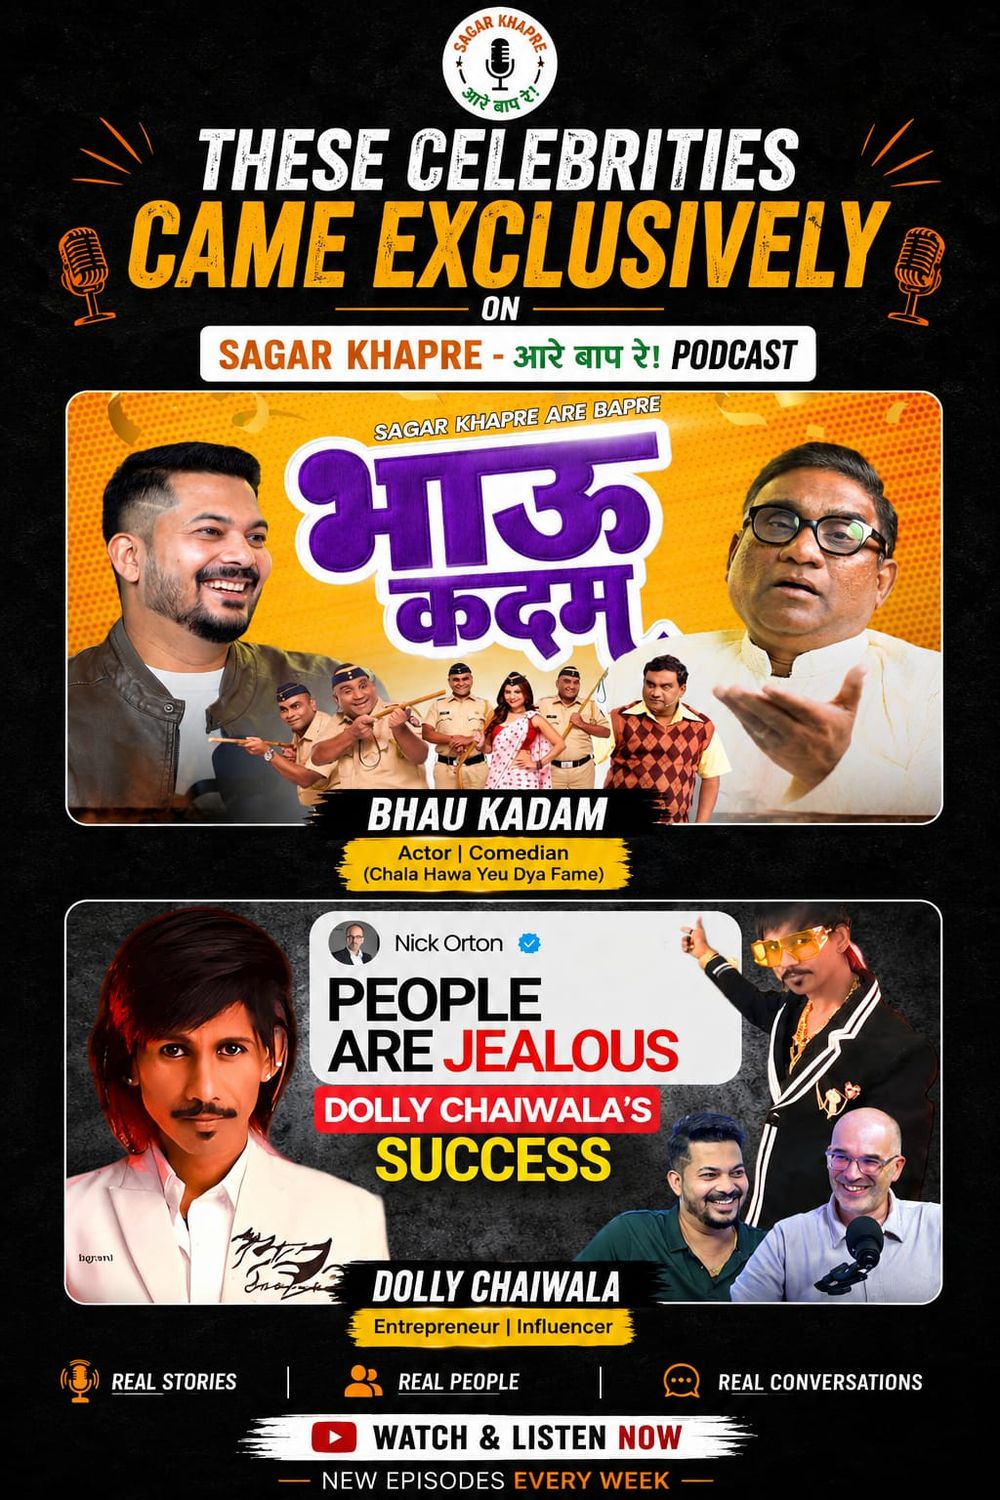 SAGAR KHAPRE
आरे बाप रे!
THESE CELEBRITIES
CAME EXCLUSIVELY
ON
SAGAR KHAPRE - आरे बाप रे! PODCAST
SAGAR KHAPRE ARE BAPRE
भाऊ
कदम
BHAU KADAM
Actor | Comedian
(Chala Hawa Yeu Dya Fame)
Nick Orton
PEOPLE
ARE JEALOUS
DOLLY CHAIWALA'S
SUCCESS
DOLLY CHAIWALA
Entrepreneur | Influencer
REAL STORIES | REAL PEOPLE | REAL CONVERSATIONS
WATCH & LISTEN NOW
NEW EPISODES EVERY WEEK